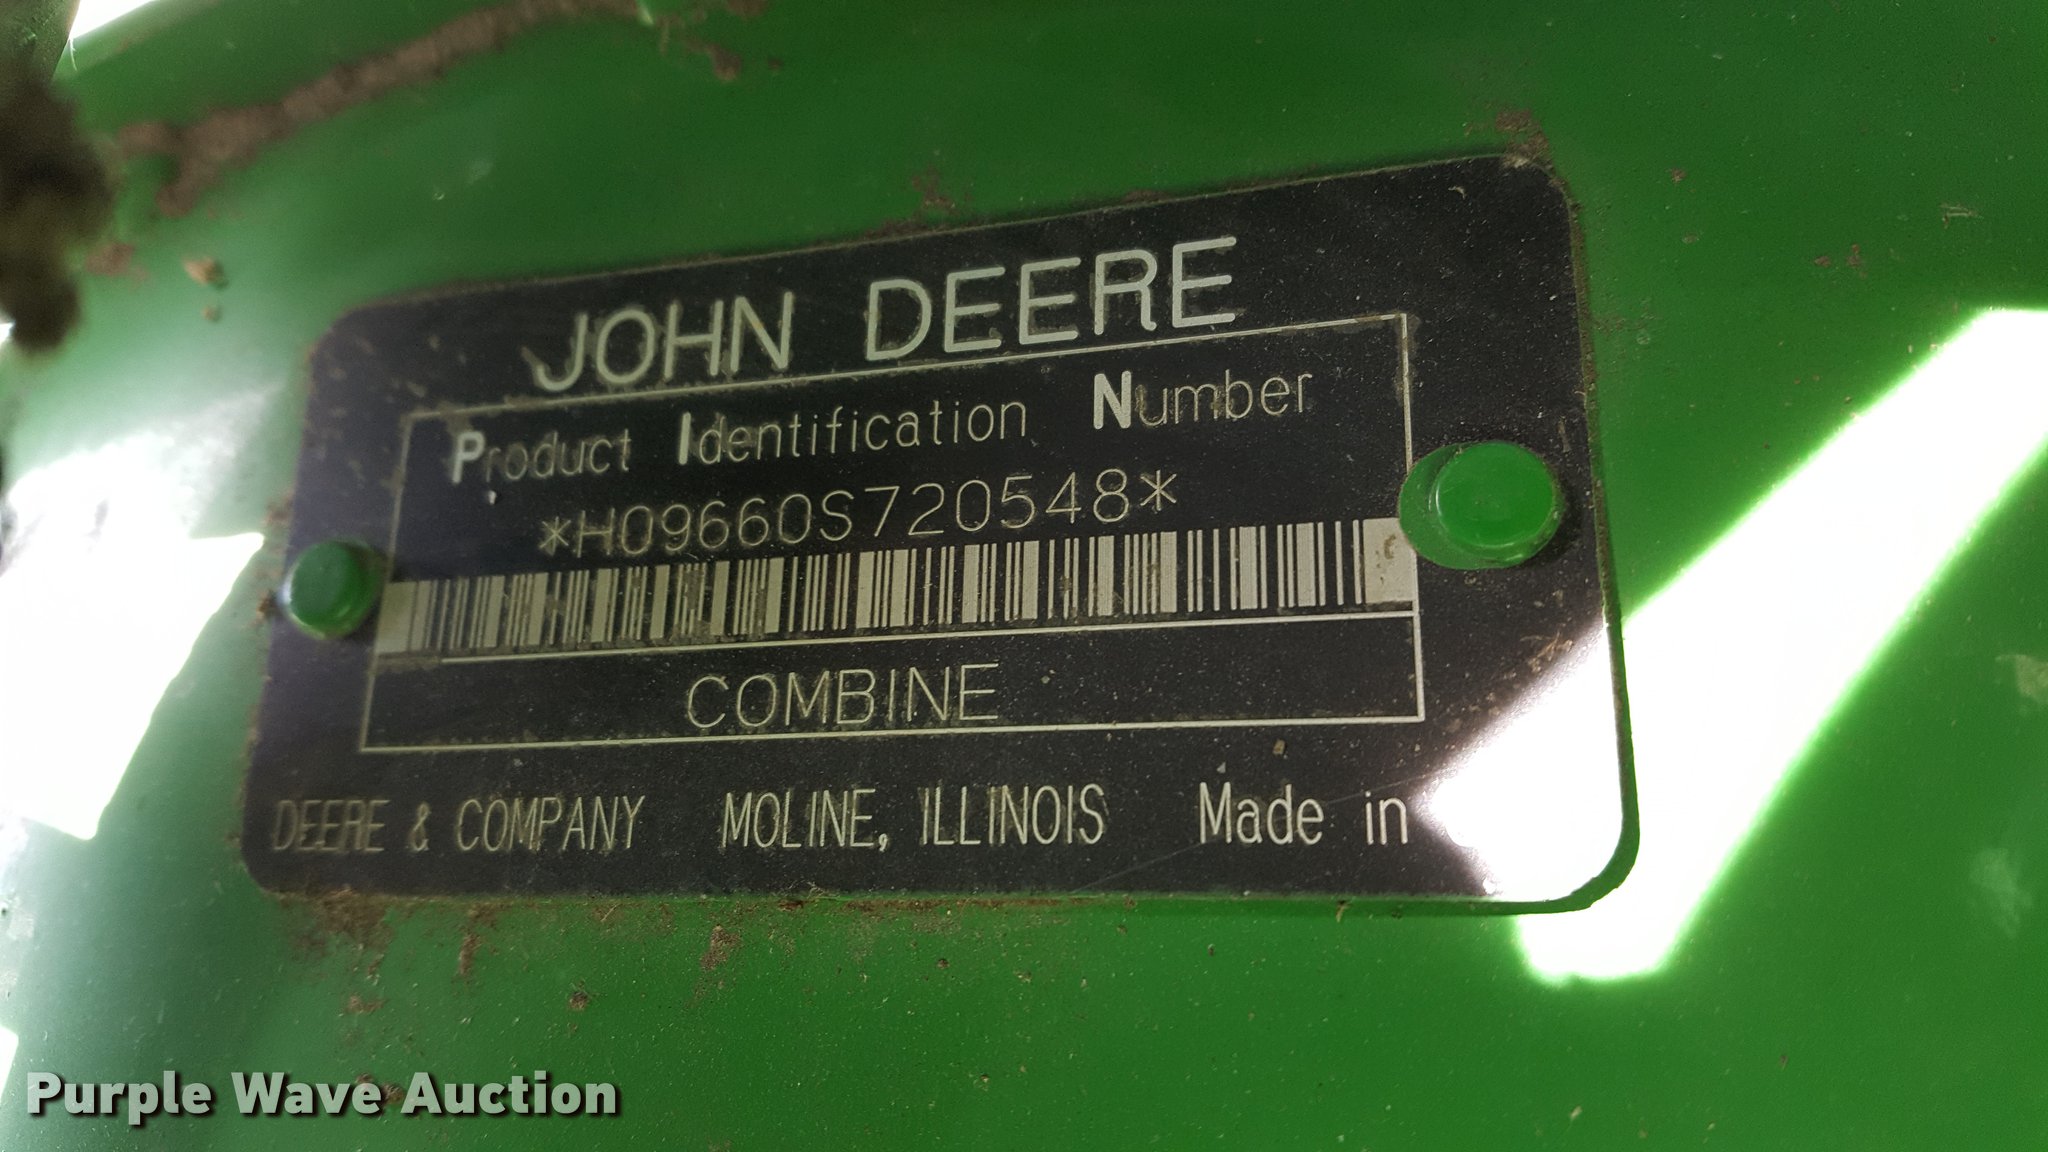 JOHN DEERE
Product Identification Number
*H09660S720548*
COMBINE
DEERE & COMPANY MOLINE, ILLINOIS Made in
Purple Wave Auction